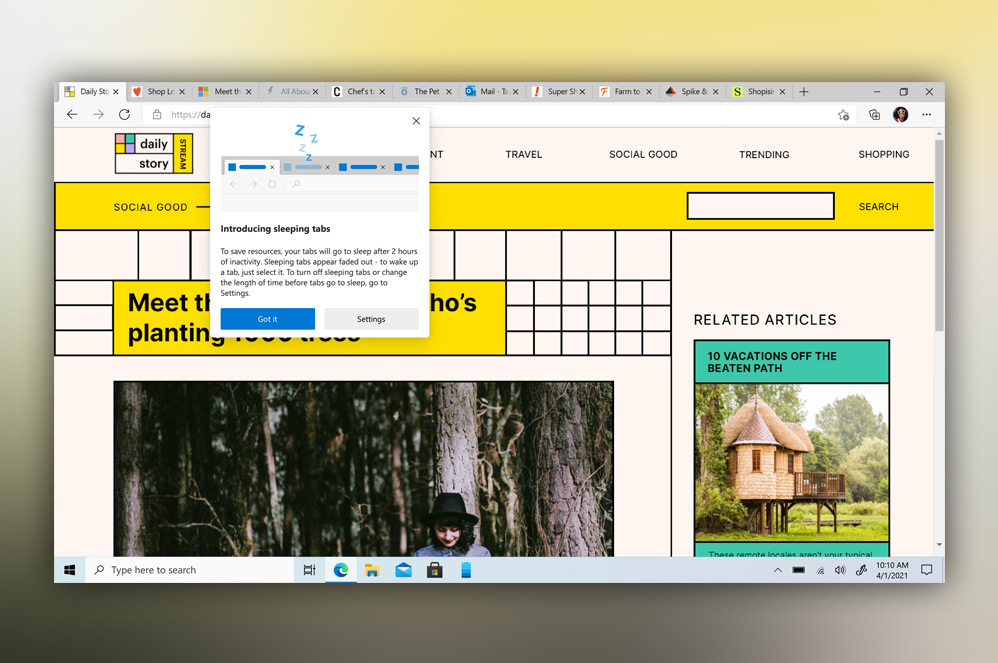 Daily Sto
Shop Lo
Meet th
All Abou
Chef's t
The Pet
Mail - T
Super Sh
Farm to
Spike &
Shopisi
https://da
daily
story
STREAM
NT
TRAVEL
SOCIAL GOOD
TRENDING
SHOPPING
SOCIAL GOOD
SEARCH
z z z z
Introducing sleeping tabs
To save resources, your tabs will go to sleep after 2 hours
of inactivity. Sleeping tabs appear faded out - to wake up
a tab, just select it. To turn off sleeping tabs or change
the length of time before tabs go to sleep, go to
Settings.
Got it
Settings
Meet th
ho's
planting 1000 trees
RELATED ARTICLES
10 VACATIONS OFF THE
BEATEN PATH
These remote locales aren't your typical
Type here to search
10:10 AM
4/1/2021